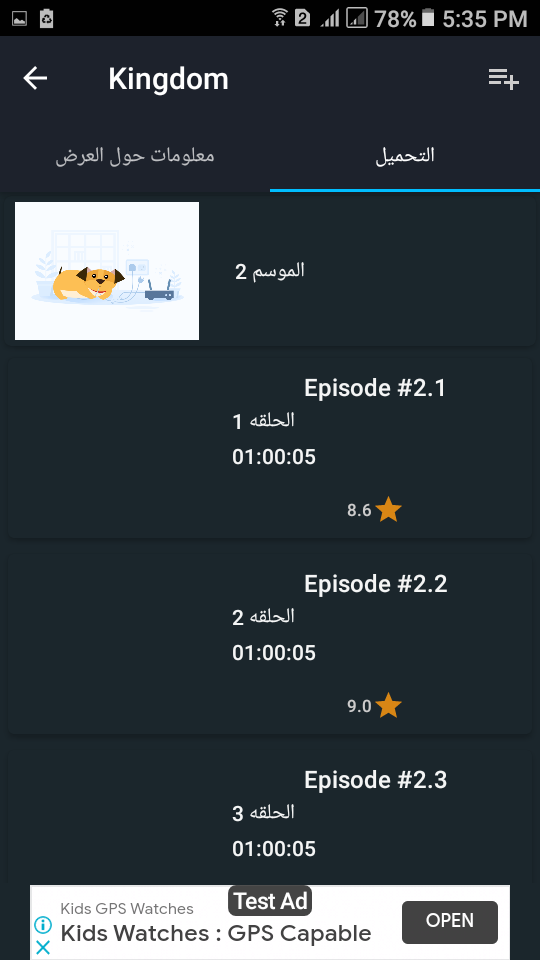 2 78% 5:35 PM
Kingdom
معلومات حول العرض
التحميل
الموسم 2
Episode #2.1
الحلقه 1
01:00:05
8.6
Episode #2.2
الحلقه 2
01:00:05
9.0
Episode #2.3
الحلقه 3
01:00:05
Test Ad
Kids GPS Watches
Kids Watches : GPS Capable
OPEN